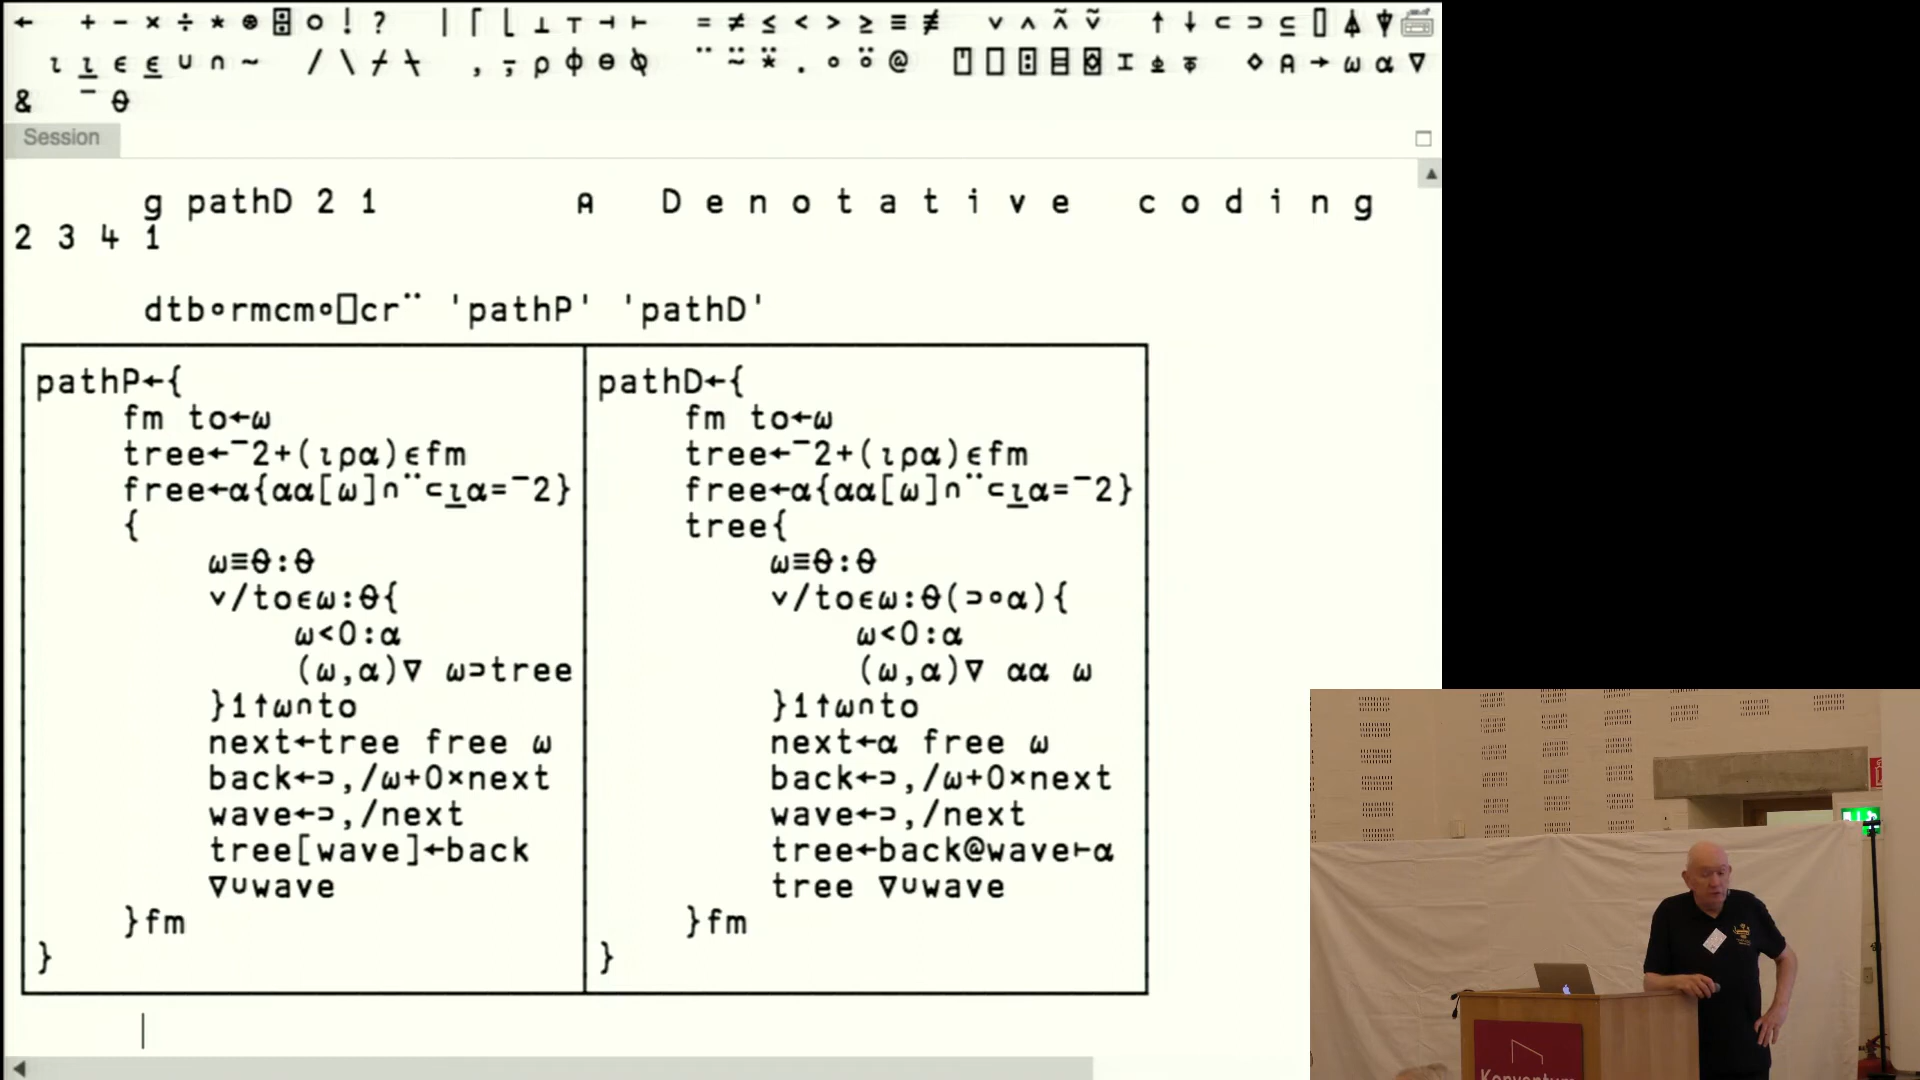 ← + - × ÷ * ⍟ ⌹ ○ ! ? | ⌈ ⌊ ⊥ ⊤ ⊣ ⊢ = ≠ ≤ < > ≥ ≡ ≢ ∨ ∧ ⍲ ⍱ ↑ ↓ ⊂ ⊃ ⊆ ⌷ ⍋ ⍒
⍳ ⍸ ∊ ⍷ ∪ ∩ ~ / \ ⌿ ⍀ , ⍪ ⍴ ⌽ ⊖ ⍉ ¨ ⍨ ⍣ . ∘ ⍤ @ ⍞ ⎕ ⍠ ⌸ ⌺ ⌶ ⍎ ⍕ ⋄ ⍝ → ⍵ ⍺ ∇
& ¯ ⍬
Session
g pathD 2 1 ⍝ D e n o t a t i v e c o d i n g
2 3 4 1
dtb∘rmcm∘⎕cr¨ 'pathP' 'pathD'
pathP←{
fm to←⍵
tree←¯2+(⍳⍴⍺)∊fm
free←⍺{⍺⍺[⍵]∩¨⊂⍸⍺=¯2}
{
⍵≡⍬:⍬
∨/to∊⍵:⍬{
⍵<0:⍺
(⍵,⍺)∇ ⍵⊃tree
}1↑⍵∩to
next←tree free ⍵
back←⊃,/⍵+0×next
wave←⊃,/next
tree[wave]←back
∇∪wave
}fm
}
pathD←{
fm to←⍵
tree←¯2+(⍳⍴⍺)∊fm
free←⍺{⍺⍺[⍵]∩¨⊂⍸⍺=¯2}
tree{
⍵≡⍬:⍬
∨/to∊⍵:⍬(⊃∘⍺){
⍵<0:⍺
(⍵,⍺)∇ ⍺⍺ ⍵
}1↑⍵∩to
next←⍺ free ⍵
back←⊃,/⍵+0×next
wave←⊃,/next
tree←back@wave⊢⍺
tree ∇∪wave
}fm
}
Konventum